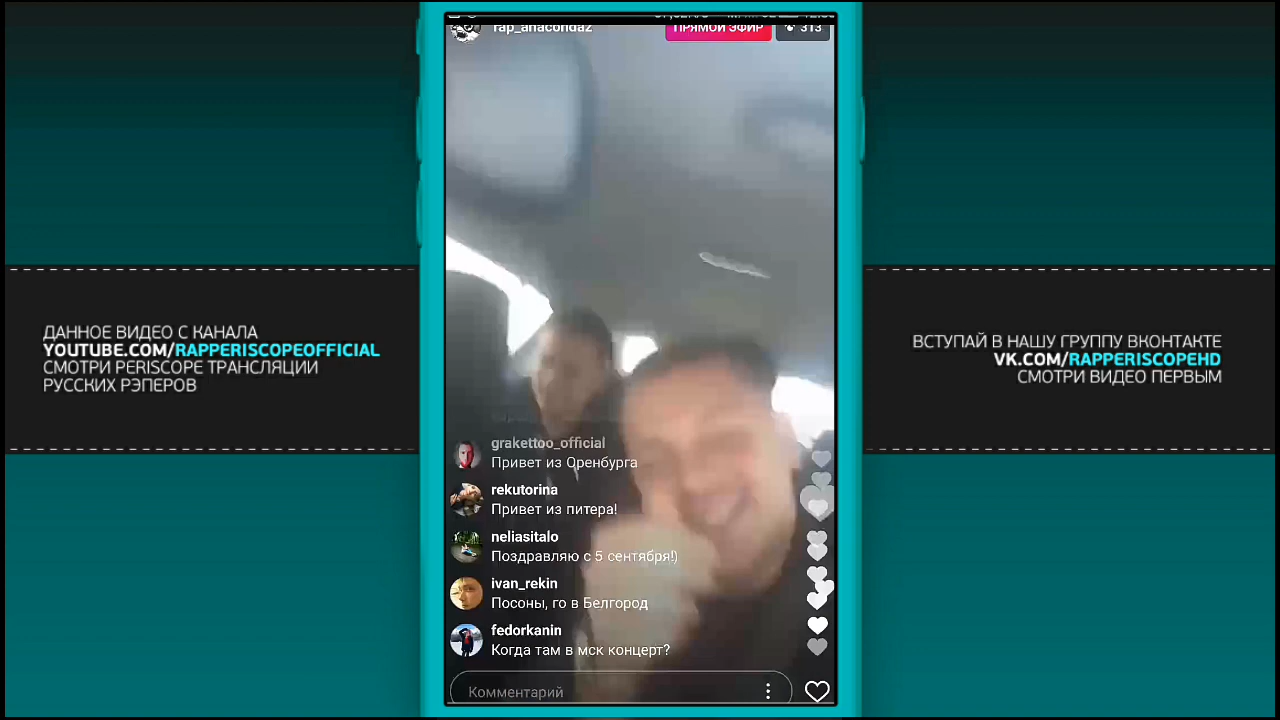 rap_anaconda2
ПРЯМОЙ ЭФИР
313
ДАННОЕ ВИДЕО С КАНАЛА
YOUTUBE.COM/RAPPERISCOPEOFFICIAL
СМОТРИ PERISCOPE ТРАНСЛЯЦИИ
РУССКИХ РЭПЕРОВ
ВСТУПАЙ В НАШУ ГРУППУ ВКОНТАКТЕ
VK.COM/RAPPERISCOPEHD
СМОТРИ ВИДЕО ПЕРВЫМ
grakettoo_official
Привет из Оренбурга
rekutorina
Привет из питера!
neliasitalo
Поздравляю с 5 сентября!)
ivan_rekin
Посоны, го в Белгород
fedorkanin
Когда там в мск концерт?
Комментарий